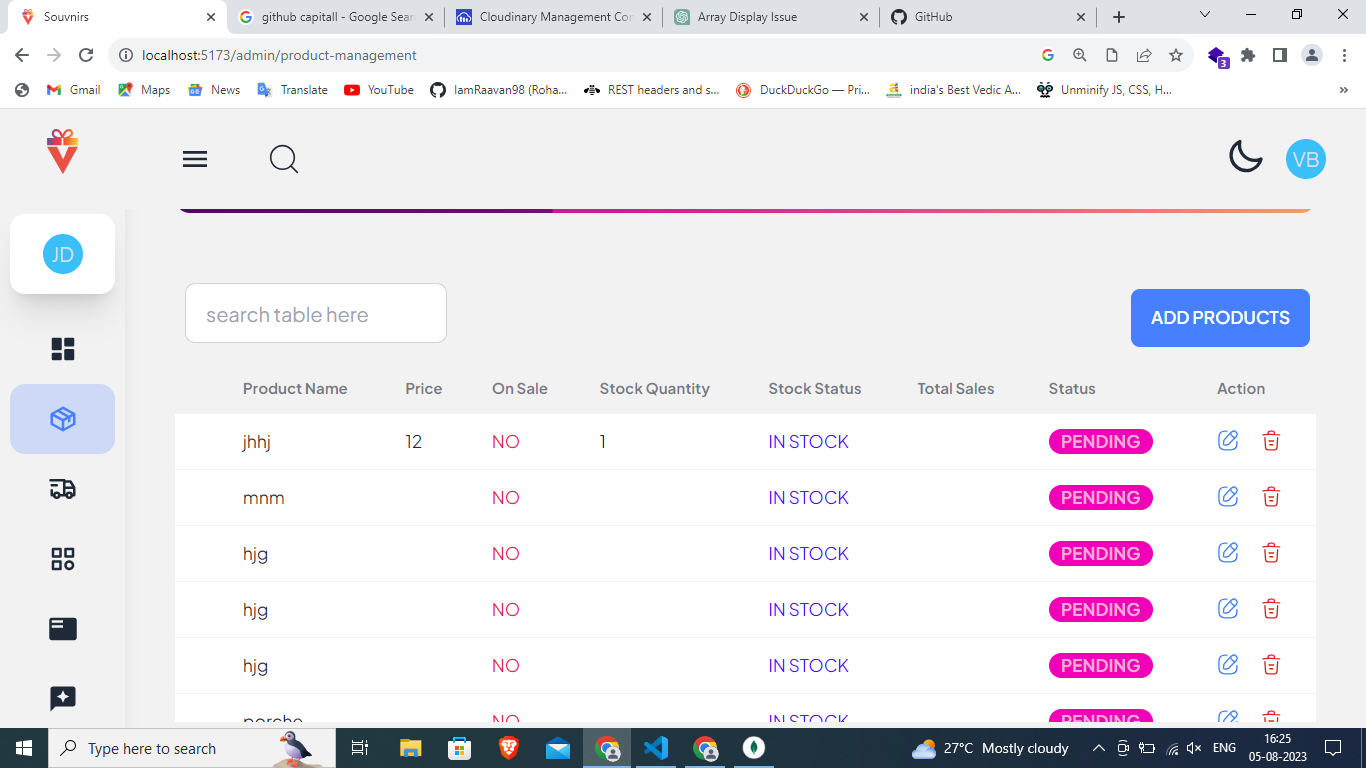 Souvnirs
github capitall - Google Sear
Cloudinary Management Con
Array Display Issue
GitHub
localhost:5173/admin/product-management
3
Gmail
Maps
News
Translate
YouTube
IamRaavan98 (Roha...
REST headers and s...
DuckDuckGo — Pri...
india's Best Vedic A...
Unminify JS, CSS, H...
»
VB
JD
search table here
ADD PRODUCTS
Product Name Price On Sale Stock Quantity Stock Status Total Sales Status Action
jhhj 12 NO 1 IN STOCK PENDING
mnm NO IN STOCK PENDING
hjg NO IN STOCK PENDING
hjg NO IN STOCK PENDING
hjg NO IN STOCK PENDING
porche NO IN STOCK PENDING
Type here to search
27°C Mostly cloudy
ENG
16:25
05-08-2023